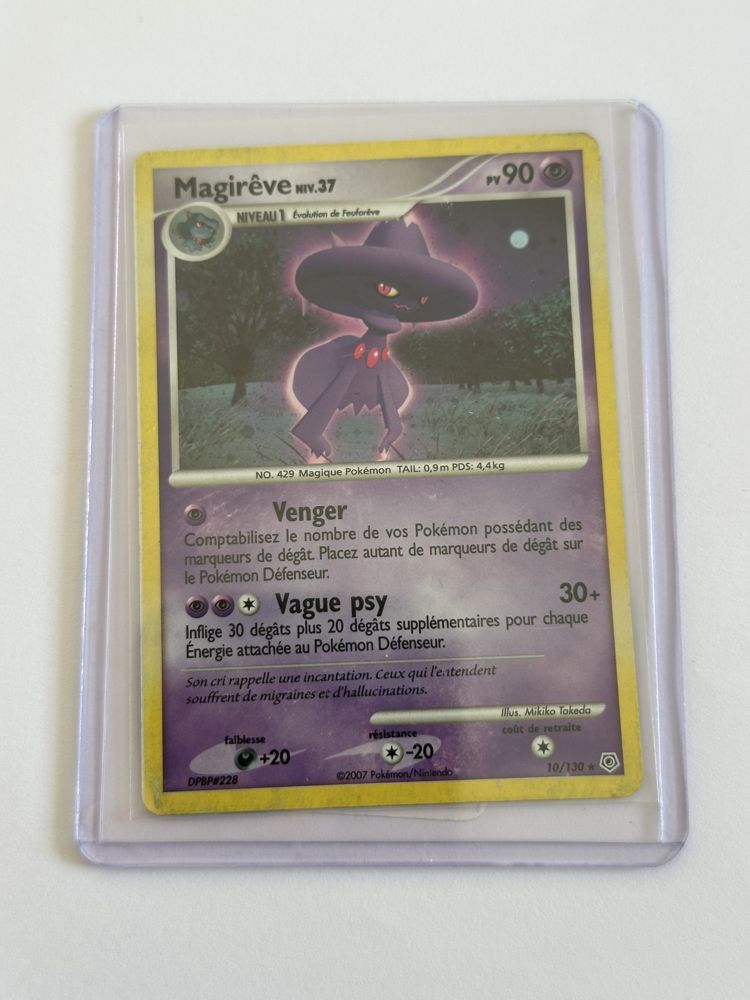 Magirêve NIV.37
PV 90
NIVEAU 1 Évolution de Feuforêve
NO. 429 Magique Pokémon TAIL: 0,9 m PDS: 4,4 kg
Venger
Comptabilisez le nombre de vos Pokémon possédant des
marqueurs de dégât. Placez autant de marqueurs de dégât sur
le Pokémon Défenseur.
Vague psy 30+
Inflige 30 dégâts plus 20 dégâts supplémentaires pour chaque
Énergie attachée au Pokémon Défenseur.
Son cri rappelle une incantation. Ceux qui l'entendent
souffrent de migraines et d'hallucinations.
Illus. Mikiko Takeda
faiblesse
+20
résistance
-20
coût de retraite
DPBP#228
©2007 Pokémon/Nintendo
10/130 ★